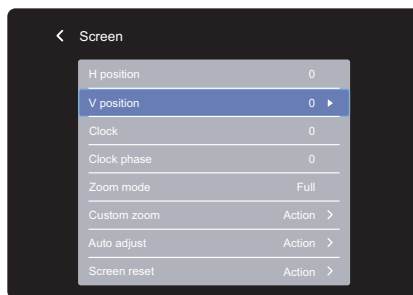 Screen
H position 0
V position 0
Clock 0
Clock phase 0
Zoom mode Full
Custom zoom Action
Auto adjust Action
Screen reset Action